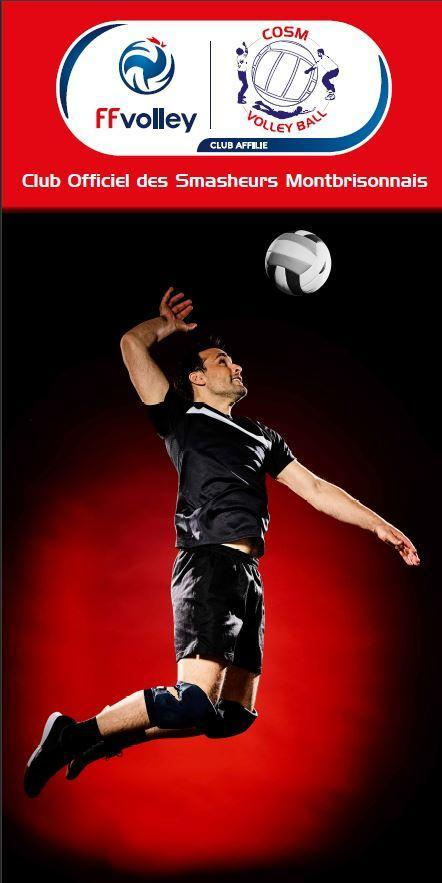 FFvolley
COSM
VOLLEY BALL
CLUB AFFILIE
Club Officiel des Smasheurs Montbrisonnais